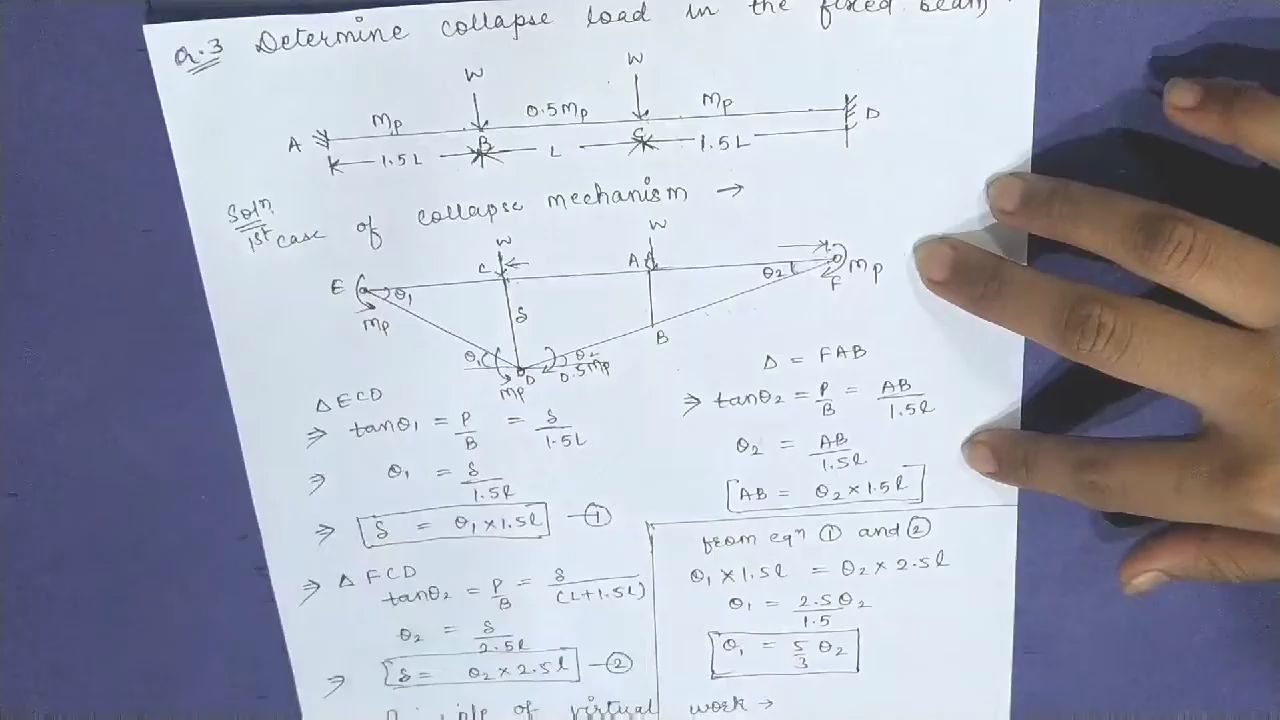 Q.3 Determine collapse load in the fixed beam.
W W
Mp 0.5Mp Mp
A B C D
1.5L L 1.5L
Solⁿ
1st case of collapse mechanism →
W W
E C A F
θ₁ θ₂ Mp
Mp δ B
θ₁ θ₂
Mp D 0.5Mp
Δ ECD
⇒ tanθ₁ = P/B = δ/1.5L
⇒ θ₁ = δ/1.5l
⇒ δ = θ₁ × 1.5l —①
⇒ Δ FCD
tanθ₂ = P/B = δ/(L+1.5L)
θ₂ = δ/2.5l
⇒ δ = θ₂ × 2.5l —②
Δ = FAB
⇒ tanθ₂ = P/B = AB/1.5l
θ₂ = AB/1.5l
AB = θ₂ × 1.5l
from eqⁿ ① and ②
θ₁ × 1.5l = θ₂ × 2.5l
θ₁ = 2.5θ₂/1.5
θ₁ = 5/3 θ₂
of virtual work →